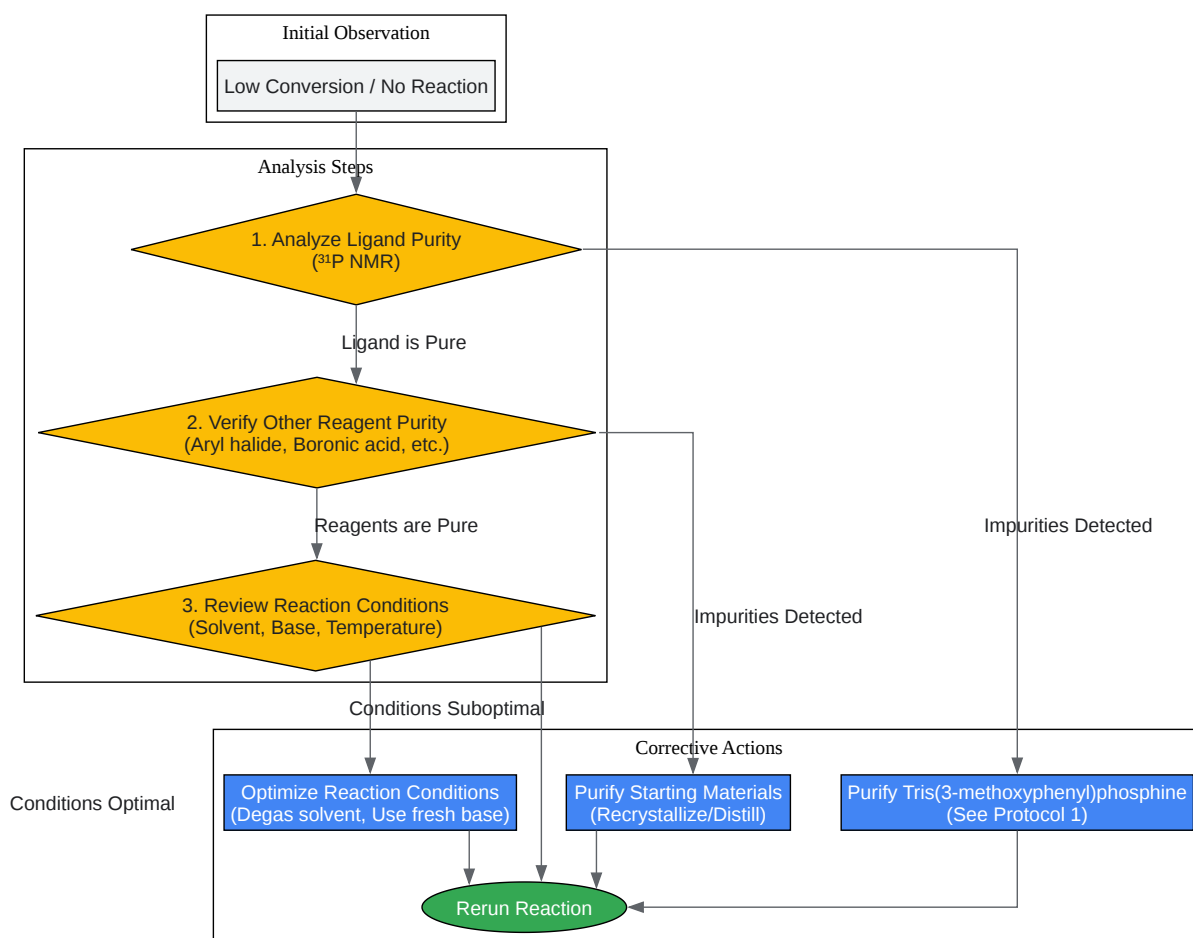 Initial Observation
Low Conversion / No Reaction
Analysis Steps
1. Analyze Ligand Purity
(³¹P NMR)
Ligand is Pure
2. Verify Other Reagent Purity
(Aryl halide, Boronic acid, etc.)
Reagents are Pure
Impurities Detected
3. Review Reaction Conditions
(Solvent, Base, Temperature)
Impurities Detected
Conditions Suboptimal
Corrective Actions
Conditions Optimal
Optimize Reaction Conditions
(Degas solvent, Use fresh base)
Purify Starting Materials
(Recrystallize/Distill)
Purify Tris(3-methoxyphenyl)phosphine
(See Protocol 1)
Rerun Reaction